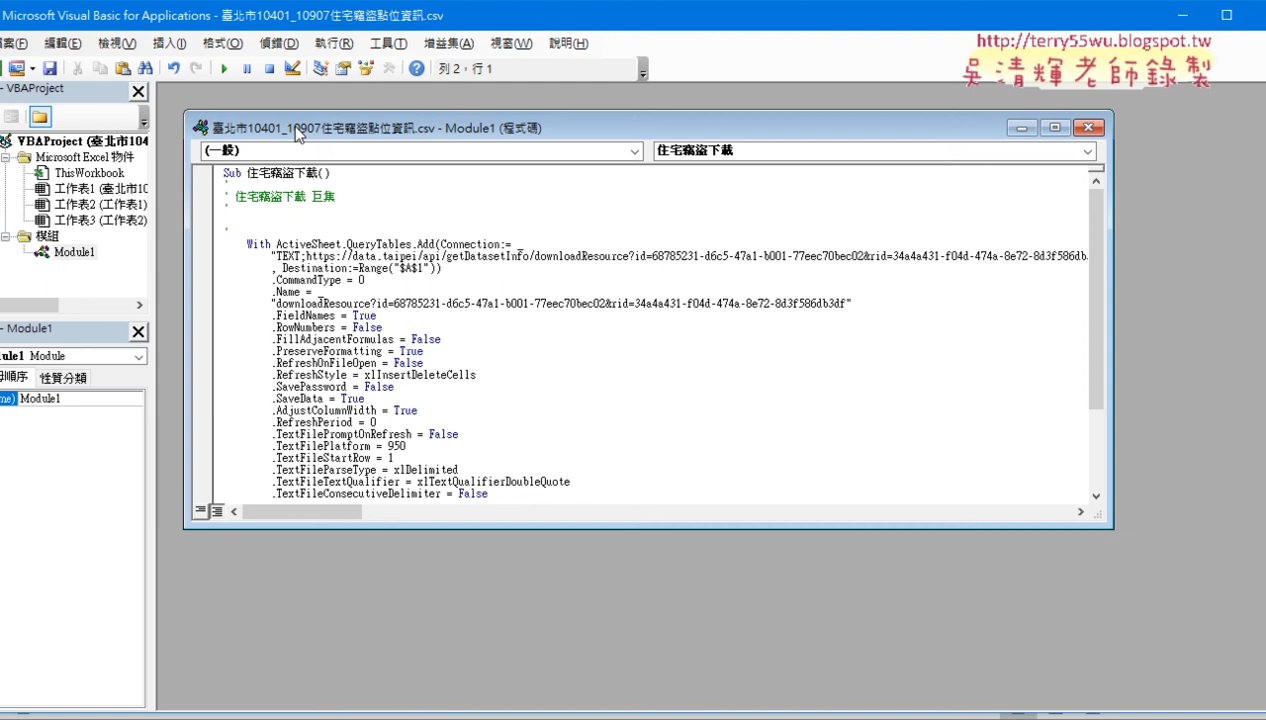 Microsoft Visual Basic for Applications - 臺北市10401_10907住宅竊盜點位資訊.csv
案(F) 編輯(E) 檢視(V) 插入(I) 格式(O) 偵錯(D) 執行(R) 工具(T) 增益集(A) 視窗(W) 說明(H)
http://terry55wu.blogspot.tw
吳清輝老師錄製
列 2，行 1
- VBAProject
VBAProject (臺北市104
Microsoft Excel 物件
ThisWorkbook
工作表1 (臺北市10
工作表2 (工作表1)
工作表3 (工作表2)
模組
Module1
- Module1
ule1 Module
母順序 性質分類
me) Module1
臺北市10401_10907住宅竊盜點位資訊.csv - Module1 (程式碼)
(一般) 住宅竊盜下載
Sub 住宅竊盜下載()
'
' 住宅竊盜下載 巨集
'
'
With ActiveSheet.QueryTables.Add(Connection:= _
"TEXT;https://data.taipei/api/getDatasetInfo/downloadResource?id=68785231-d6c5-47a1-b001-77eec70bec02&rid=34a4a431-f04d-474a-8e72-8d3f586db
, Destination:=Range("$A$1"))
.CommandType = 0
.Name = _
"downloadResource?id=68785231-d6c5-47a1-b001-77eec70bec02&rid=34a4a431-f04d-474a-8e72-8d3f586db3df"
.FieldNames = True
.RowNumbers = False
.FillAdjacentFormulas = False
.PreserveFormatting = True
.RefreshOnFileOpen = False
.RefreshStyle = xlInsertDeleteCells
.SavePassword = False
.SaveData = True
.AdjustColumnWidth = True
.RefreshPeriod = 0
.TextFilePromptOnRefresh = False
.TextFilePlatform = 950
.TextFileStartRow = 1
.TextFileParseType = xlDelimited
.TextFileTextQualifier = xlTextQualifierDoubleQuote
.TextFileConsecutiveDelimiter = False